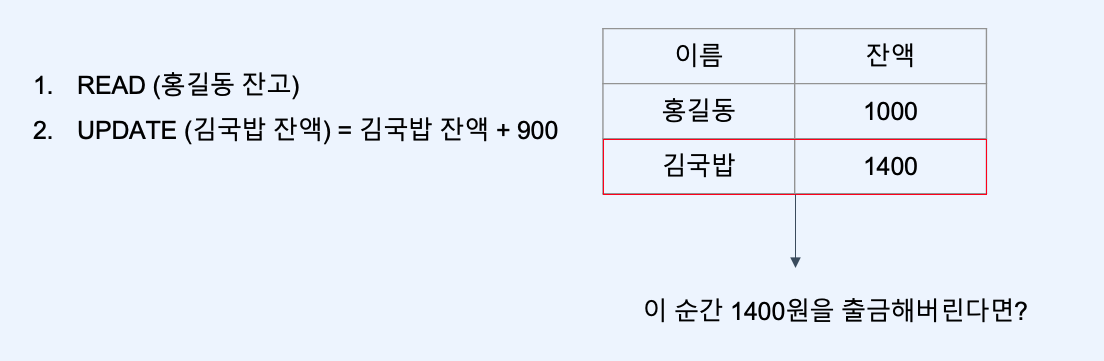 1. READ (홍길동 잔고)
2. UPDATE (김국밥 잔액) = 김국밥 잔액 + 900
이름 잔액
홍길동 1000
김국밥 1400
이 순간 1400원을 출금해버린다면?